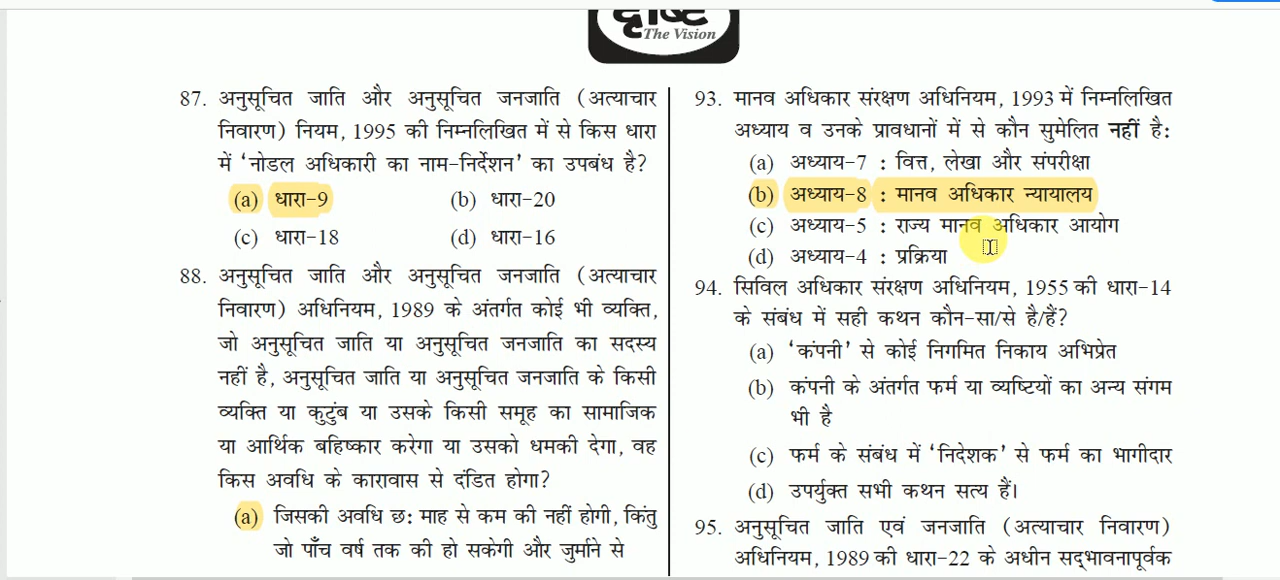 दृष्टि
The Vision
87. अनुसूचित जाति और अनुसूचित जनजाति (अत्याचार
निवारण) नियम, 1995 की निम्नलिखित में से किस धारा
में ‘नोडल अधिकारी का नाम-निर्देशन’ का उपबंध है?
(a) धारा-9 (b) धारा-20
(c) धारा-18 (d) धारा-16
88. अनुसूचित जाति और अनुसूचित जनजाति (अत्याचार
निवारण) अधिनियम, 1989 के अंतर्गत कोई भी व्यक्ति,
जो अनुसूचित जाति या अनुसूचित जनजाति का सदस्य
नहीं है, अनुसूचित जाति या अनुसूचित जनजाति के किसी
व्यक्ति या कुटुंब या उसके किसी समूह का सामाजिक
या आर्थिक बहिष्कार करेगा या उसको धमकी देगा, वह
किस अवधि के कारावास से दंडित होगा?
(a) जिसकी अवधि छ: माह से कम की नहीं होगी, किंतु
जो पाँच वर्ष तक की हो सकेगी और जुर्माने से
93. मानव अधिकार संरक्षण अधिनियम, 1993 में निम्नलिखित
अध्याय व उनके प्रावधानों में से कौन सुमेलित नहीं है:
(a) अध्याय-7 : वित्त, लेखा और संपरीक्षा
(b) अध्याय-8 : मानव अधिकार न्यायालय
(c) अध्याय-5 : राज्य मानव अधिकार आयोग
(d) अध्याय-4 : प्रक्रिया
94. सिविल अधिकार संरक्षण अधिनियम, 1955 की धारा-14
के संबंध में सही कथन कौन-सा/से है/हैं?
(a) ‘कंपनी’ से कोई निगमित निकाय अभिप्रेत
(b) कंपनी के अंतर्गत फर्म या व्यष्टियों का अन्य संगम
भी है
(c) फर्म के संबंध में ‘निदेशक’ से फर्म का भागीदार
(d) उपर्युक्त सभी कथन सत्य हैं।
95. अनुसूचित जाति एवं जनजाति (अत्याचार निवारण)
अधिनियम, 1989 की धारा-22 के अधीन सद्भावनापूर्वक